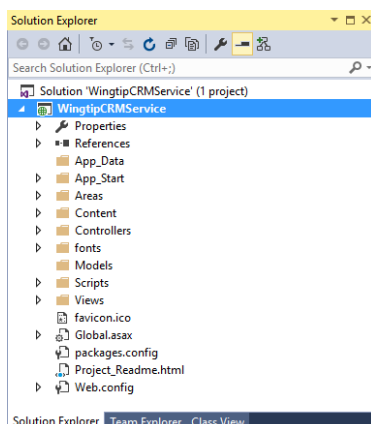 Solution Explorer
Search Solution Explorer (Ctrl+;)
Solution 'WingtipCRMService' (1 project)
WingtipCRMService
Properties
References
App_Data
App_Start
Areas
Content
Controllers
fonts
Models
Scripts
Views
favicon.ico
Global.asax
packages.config
Project_Readme.html
Web.config
Solution Explorer Team Explorer Class View